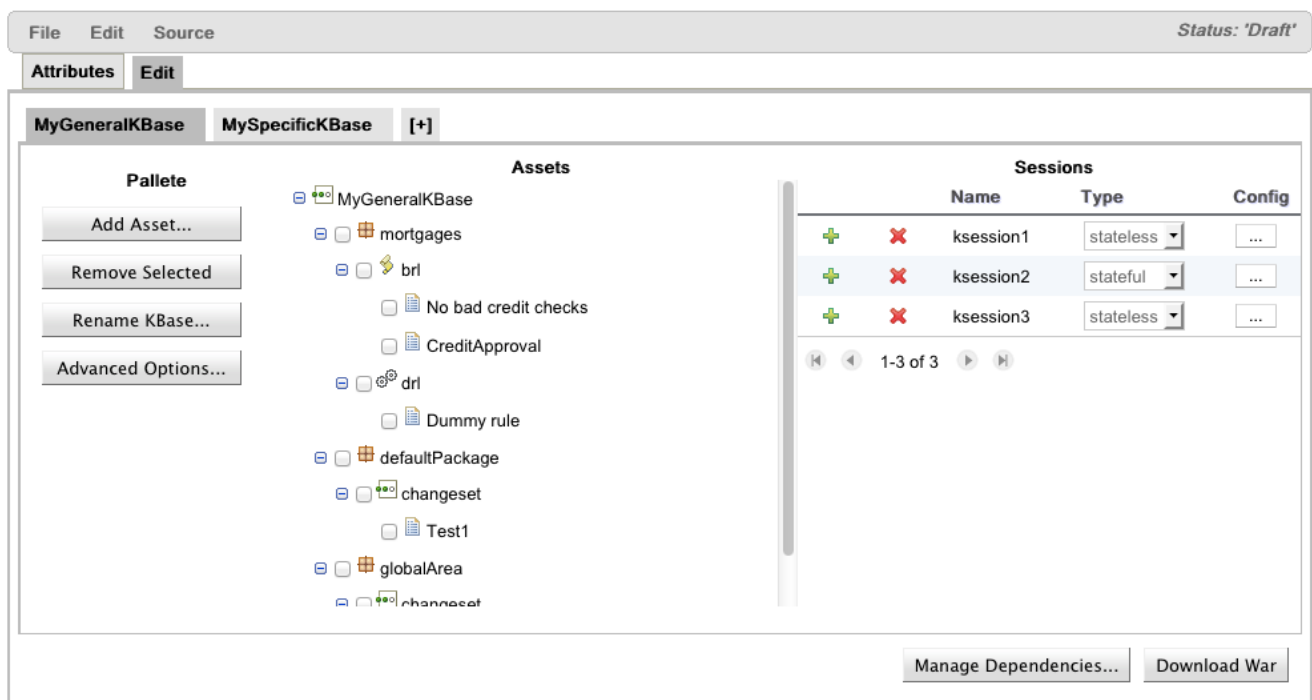 File Edit Source Status: 'Draft'
Attributes Edit
MyGeneralKBase MySpecificKBase [+]
Pallete
Add Asset...
Remove Selected
Rename KBase...
Advanced Options...
Assets
MyGeneralKBase
mortgages
brl
No bad credit checks
CreditApproval
drl
Dummy rule
defaultPackage
changeset
Test1
globalArea
changeset
Sessions
Name Type Config
ksession1 stateless ...
ksession2 stateful ...
ksession3 stateless ...
1-3 of 3
Manage Dependencies... Download War